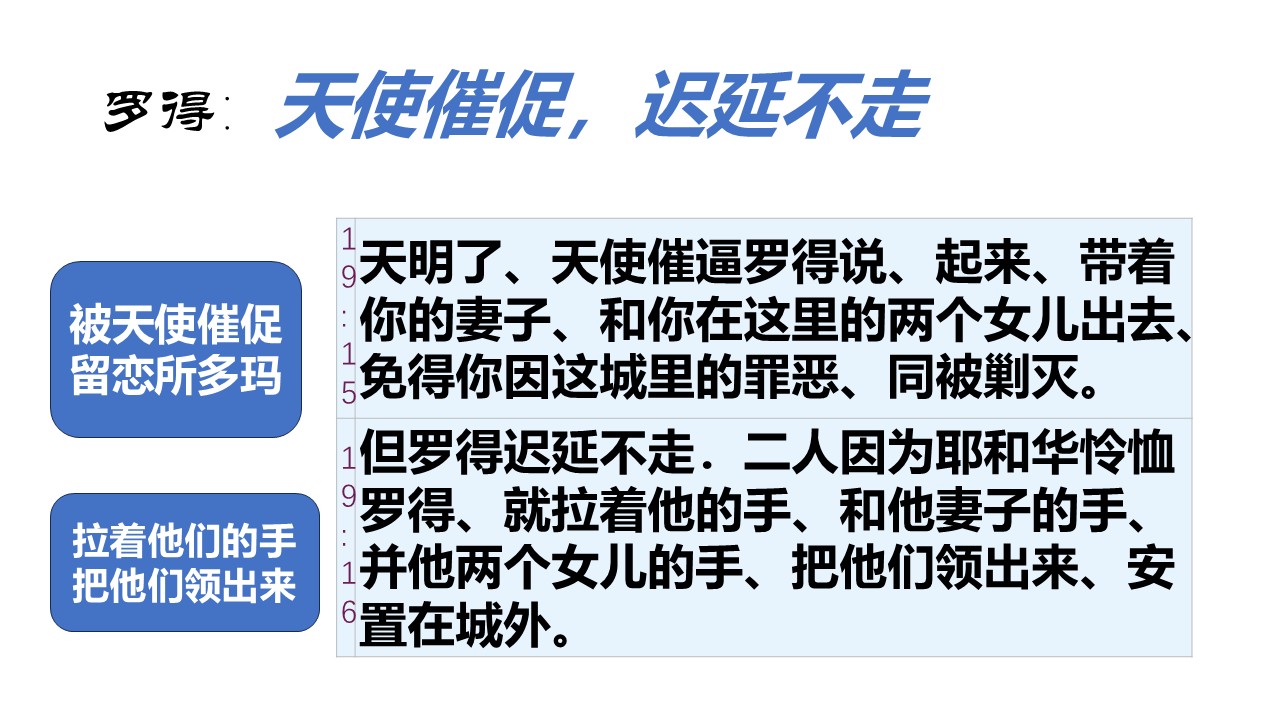 罗得：天使催促，迟延不走
被天使催促
留恋所多玛
拉着他们的手
把他们领出来
19:15
天明了、天使催逼罗得说、起来、带着
你的妻子、和你在这里的两个女儿出去、
免得你因这城里的罪恶、同被剿灭。
19:16
但罗得迟延不走．二人因为耶和华怜恤
罗得、就拉着他的手、和他妻子的手、
并他两个女儿的手、把他们领出来、安
置在城外。